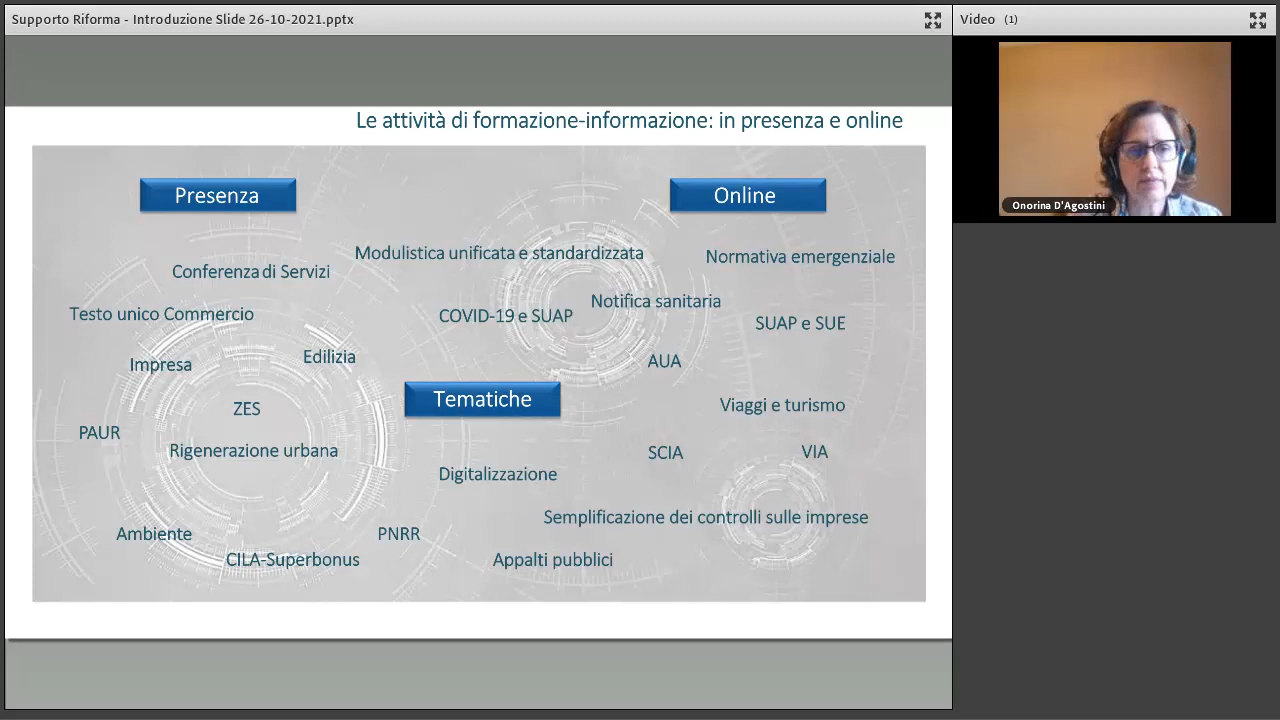 Supporto Riforma - Introduzione Slide 26-10-2021.pptx
Video (1)
Onorina D'Agostini
Le attività di formazione-informazione: in presenza e online
Presenza
Online
Modulistica unificata e standardizzata
Normativa emergenziale
Conferenza di Servizi
Notifica sanitaria
Testo unico Commercio
COVID-19 e SUAP
SUAP e SUE
Impresa
Edilizia
AUA
ZES
Tematiche
Viaggi e turismo
PAUR
Rigenerazione urbana
SCIA
VIA
Digitalizzazione
Semplificazione dei controlli sulle imprese
Ambiente
PNRR
CILA-Superbonus
Appalti pubblici